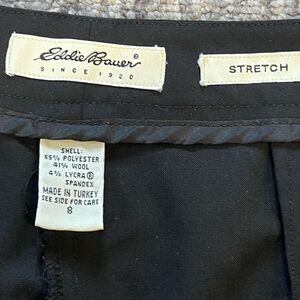 Eddie Bauer®
SINCE 1920
STRETCH
SHELL:
55% POLYESTER
41% WOOL
4% LYCRA®
SPANDEX
MADE IN TURKEY
SEE SIDE FOR CARE
8